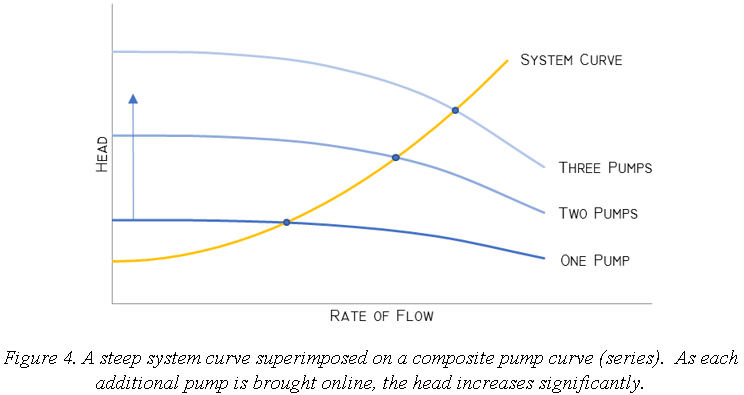 SYSTEM CURVE
HEAD
THREE PUMPS
TWO PUMPS
ONE PUMP
RATE OF FLOW
Figure 4. A steep system curve superimposed on a composite pump curve (series).  As each
additional pump is brought online, the head increases significantly.